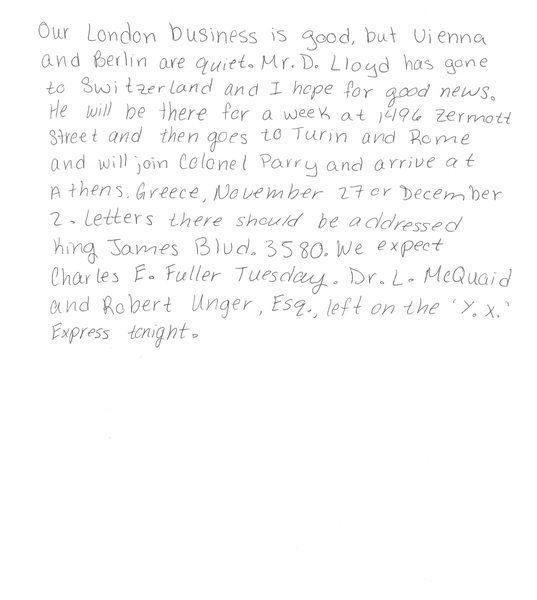 Our London business is good, but Vienna
and Berlin are quiet. Mr. D. Lloyd has gone
to Switzerland and I hope for good news.
He will be there for a week at 1496 Zermott
Street and then goes to Turin and Rome
and will join Colonel Parry and arrive at
Athens. Greece, November 27 or December
2. Letters there should be addressed
King James Blvd. 3580. We expect
Charles E. Fuller Tuesday. Dr. L. McQuaid
and Robert Unger, Esq., left on the 'Y. X.'
Express tonight.